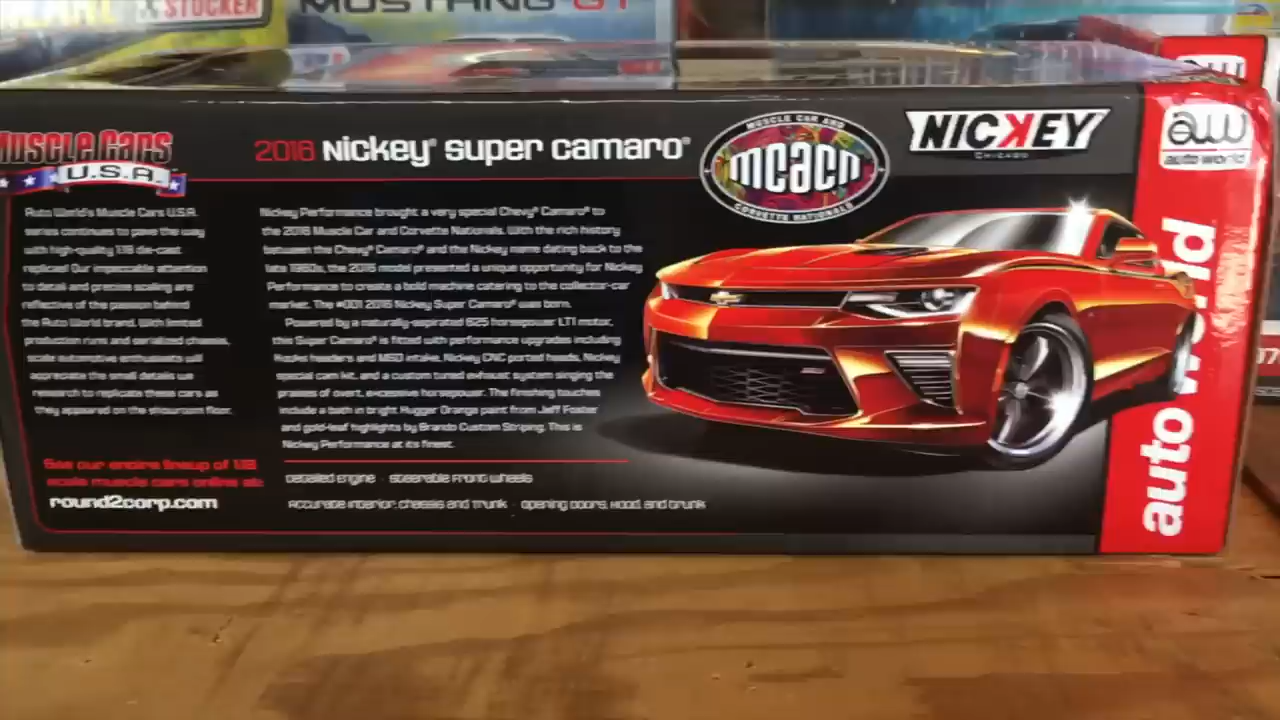 & STOCKER
MUSTANG GT
MUSCLE CARS
U.S.A.
2016 Nickey® super camaro®
MUSCLE CAR AND
mcacn
CORVETTE NATIONALS
NICKEY
CHICAGO
aw
auto world
auto world
Auto World's Muscle Cars U.S.A.
series continues to pave the way
with high-quality 1:18 die-cast
replicas! Our impeccable attention
to detail and precise scaling are
reflective of the passion behind
the Auto World brand. With limited
production runs and serialized chassis,
scale automotive enthusiasts will
appreciate the small details we
research to replicate these cars as
they appeared on the showroom floor.
See our entire lineup of 1:18
scale muscle cars online at:
round2corp.com
Nickey Performance brought a very special Chevy® Camaro® to
the 2016 Muscle Car and Corvette Nationals. With the rich history
between the Chevy® Camaro® and the Nickey name dating back to the
late 1960s, the 2016 model presented a unique opportunity for Nickey
Performance to create a bold machine catering to the collector-car
market. The #001 2016 Nickey Super Camaro® was born.
Powered by a naturally-aspirated 625 horsepower LT1 motor,
this Super Camaro® is fitted with performance upgrades including
Hooks headers and MSD intake, Nickey CNC ported heads, Nickey
special cam kit, and a custom tuned exhaust system singing the
praises of overt, excessive horsepower. The finishing touches
include a bath in bright Hugger Orange paint from Jeff Foster
and gold-leaf highlights by Brando Custom Striping. This is
Nickey Performance at its finest.
Detailed engine · steerable front wheels
Accurate interior, chassis and trunk · opening doors, hood, and trunk